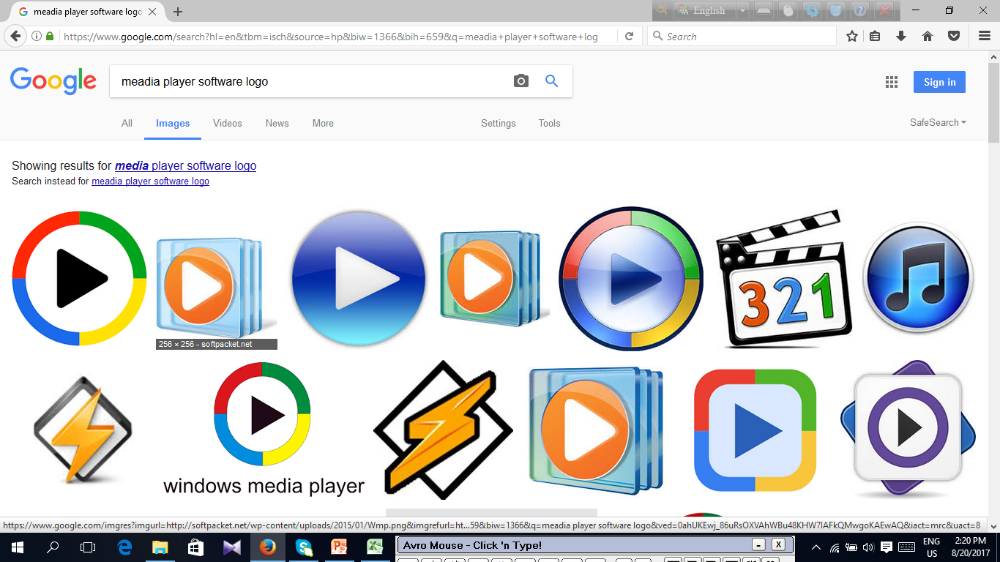 meadia player software logo
English
https://www.google.com/search?hl=en&tbm=isch&source=hp&biw=1366&bih=659&q=meadia+player+software+log
Search
Google
meadia player software logo
Sign in
All Images Videos News More Settings Tools SafeSearch
Showing results for media player software logo
Search instead for meadia player software logo
321
256 × 256 - softpacket.net
windows media player
https://www.google.com/imgres?imgurl=http://softpacket.net/wp-content/uploads/2015/01/Wmp.png&imgrefurl=ht...59&biw=1366&q=meadia player software logo&ved=0ahUKEwj_86uRsOXVAhWBu48KHW7lAFkQMwgoKAEwAQ&iact=mrc&uact=8
Avro Mouse - Click 'n Type!
ENG
US
2:20 PM
8/20/2017